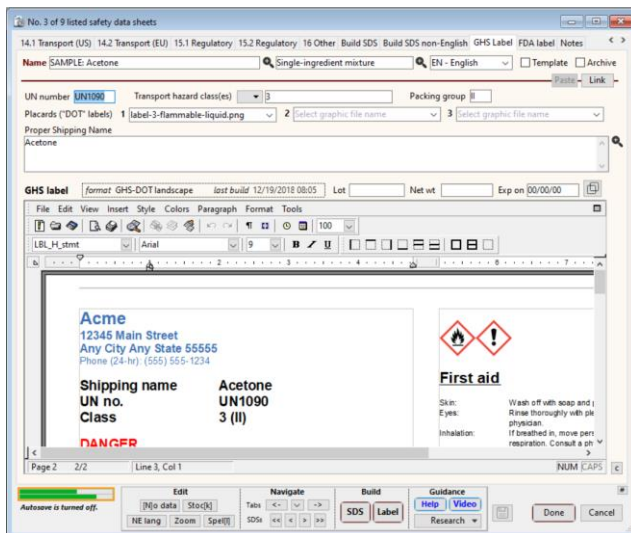 No. 3 of 9 listed safety data sheets
14.1 Transport (US) 14.2 Transport (EU) 15.1 Regulatory 15.2 Regulatory 16 Other Build SDS Build SDS non-English GHS Label FDA label Notes
Name SAMPLE: Acetone Single-ingredient mixture EN - English Template Archive
Paste Link
UN number UN1090 Transport hazard class(es) 3 Packing group II
Placards ("DOT" labels) 1 label-3-flammable-liquid.png 2 Select graphic file name 3 Select graphic file name
Proper Shipping Name
Acetone
GHS label format GHS-DOT landscape last build 12/19/2018 08:05 Lot Net wt Exp on 00/00/00
File Edit View Insert Style Colors Paragraph Format Tools
100
LBL_H_stmt Arial 9 B I U
1 2 3 4 5 6 7
Acme
12345 Main Street
Any City Any State 55555
Phone (24-hr): (555) 555-1234
Shipping name Acetone
UN no. UN1090
Class 3 (II)
DANGER
First aid
Skin: Wash off with soap and
Eyes: Rinse thoroughly with ple
physician.
Inhalation: If breathed in, move pers
respiration. Consult a ph
Page 2 2/2 Line 3, Col 1 NUM CAPS
Autosave is turned off.
Edit
[N]o data Stoc[k]
NE lang Zoom Spel[l]
Navigate
Tabs <- ->
SDSs << < > >>
Build
SDS Label
Guidance
Help Video
Research
Done Cancel